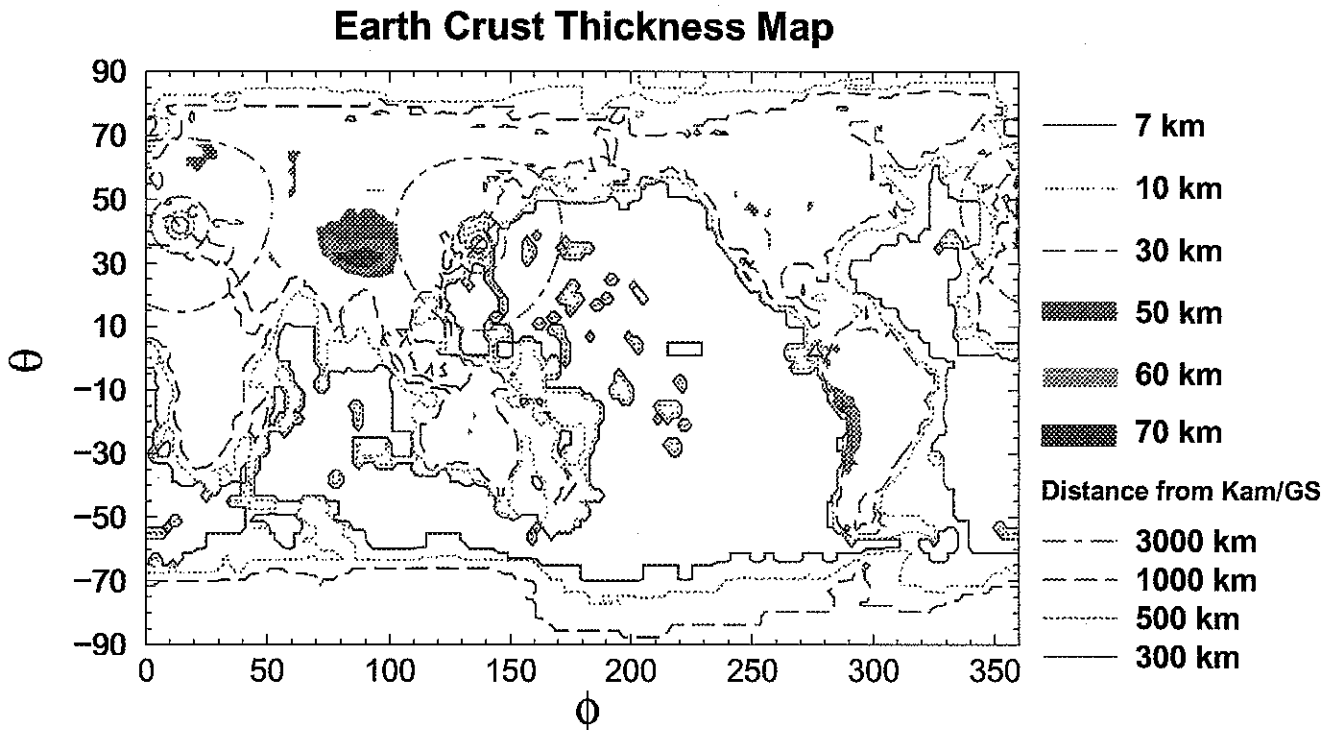 Earth Crust Thickness Map
90
70
50
30
10
−10
−30
−50
−70
−90
θ
0 50 100 150 200 250 300 350
ϕ
7 km
10 km
30 km
50 km
60 km
70 km
Distance from Kam/GS
3000 km
1000 km
500 km
300 km